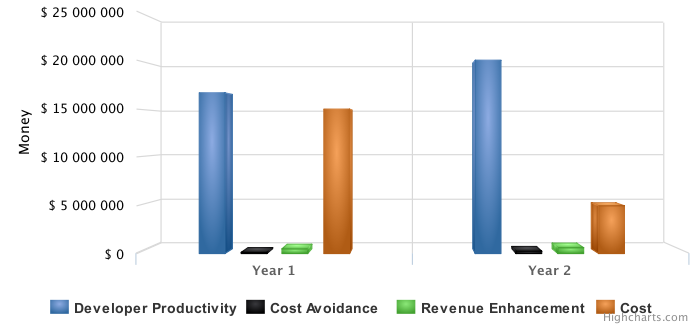 $ 25 000 000
$ 20 000 000
$ 15 000 000
$ 10 000 000
$ 5 000 000
$ 0
Money
Year 1
Year 2
Developer Productivity
Cost Avoidance
Revenue Enhancement
Cost
Highcharts.com